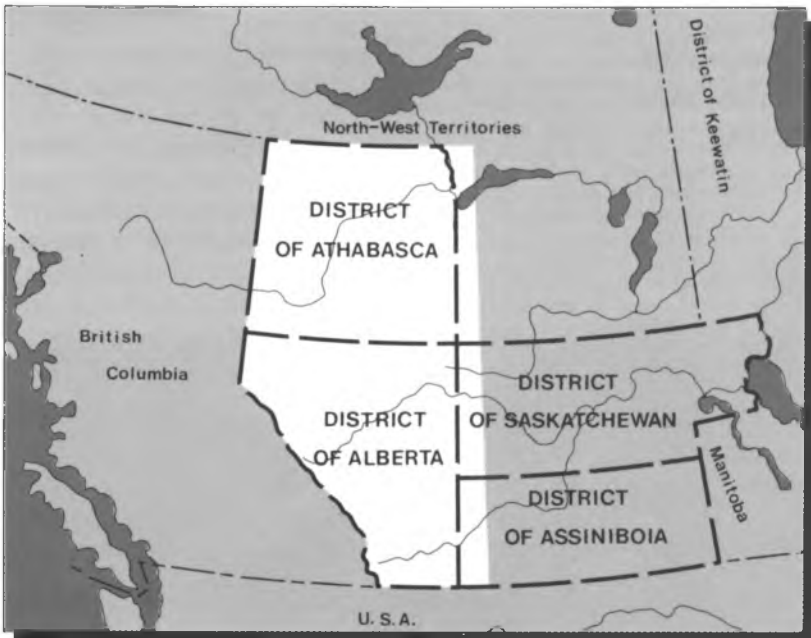 District of Keewatin
North-West Territories
DISTRICT
OF ATHABASCA
British
Columbia
DISTRICT
OF SASKATCHEWAN
DISTRICT
OF ALBERTA
Manitoba
DISTRICT
OF ASSINIBOIA
U.S.A.